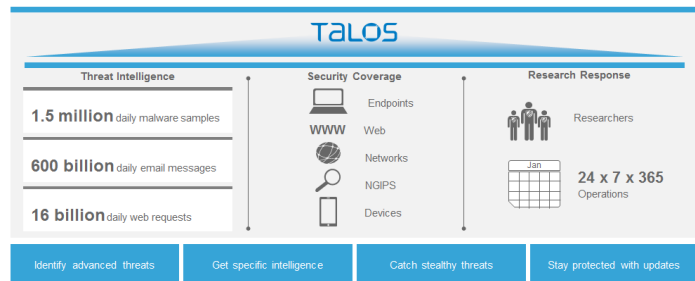 TALOS
Threat Intelligence
1.5 million daily malware samples
600 billion daily email messages
16 billion daily web requests
Security Coverage
Endpoints
WWW Web
Networks
NGIPS
Devices
Research Response
Researchers
Jan
24 x 7 x 365
Operations
Identify advanced threats
Get specific intelligence
Catch stealthy threats
Stay protected with updates